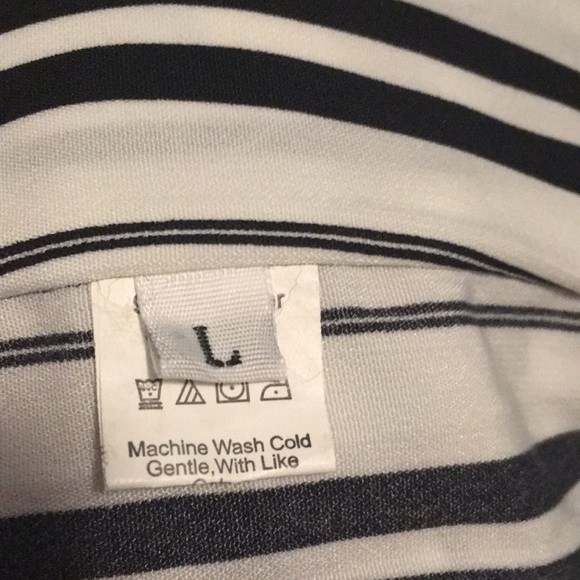 L
Machine Wash Cold
Gentle,With Like